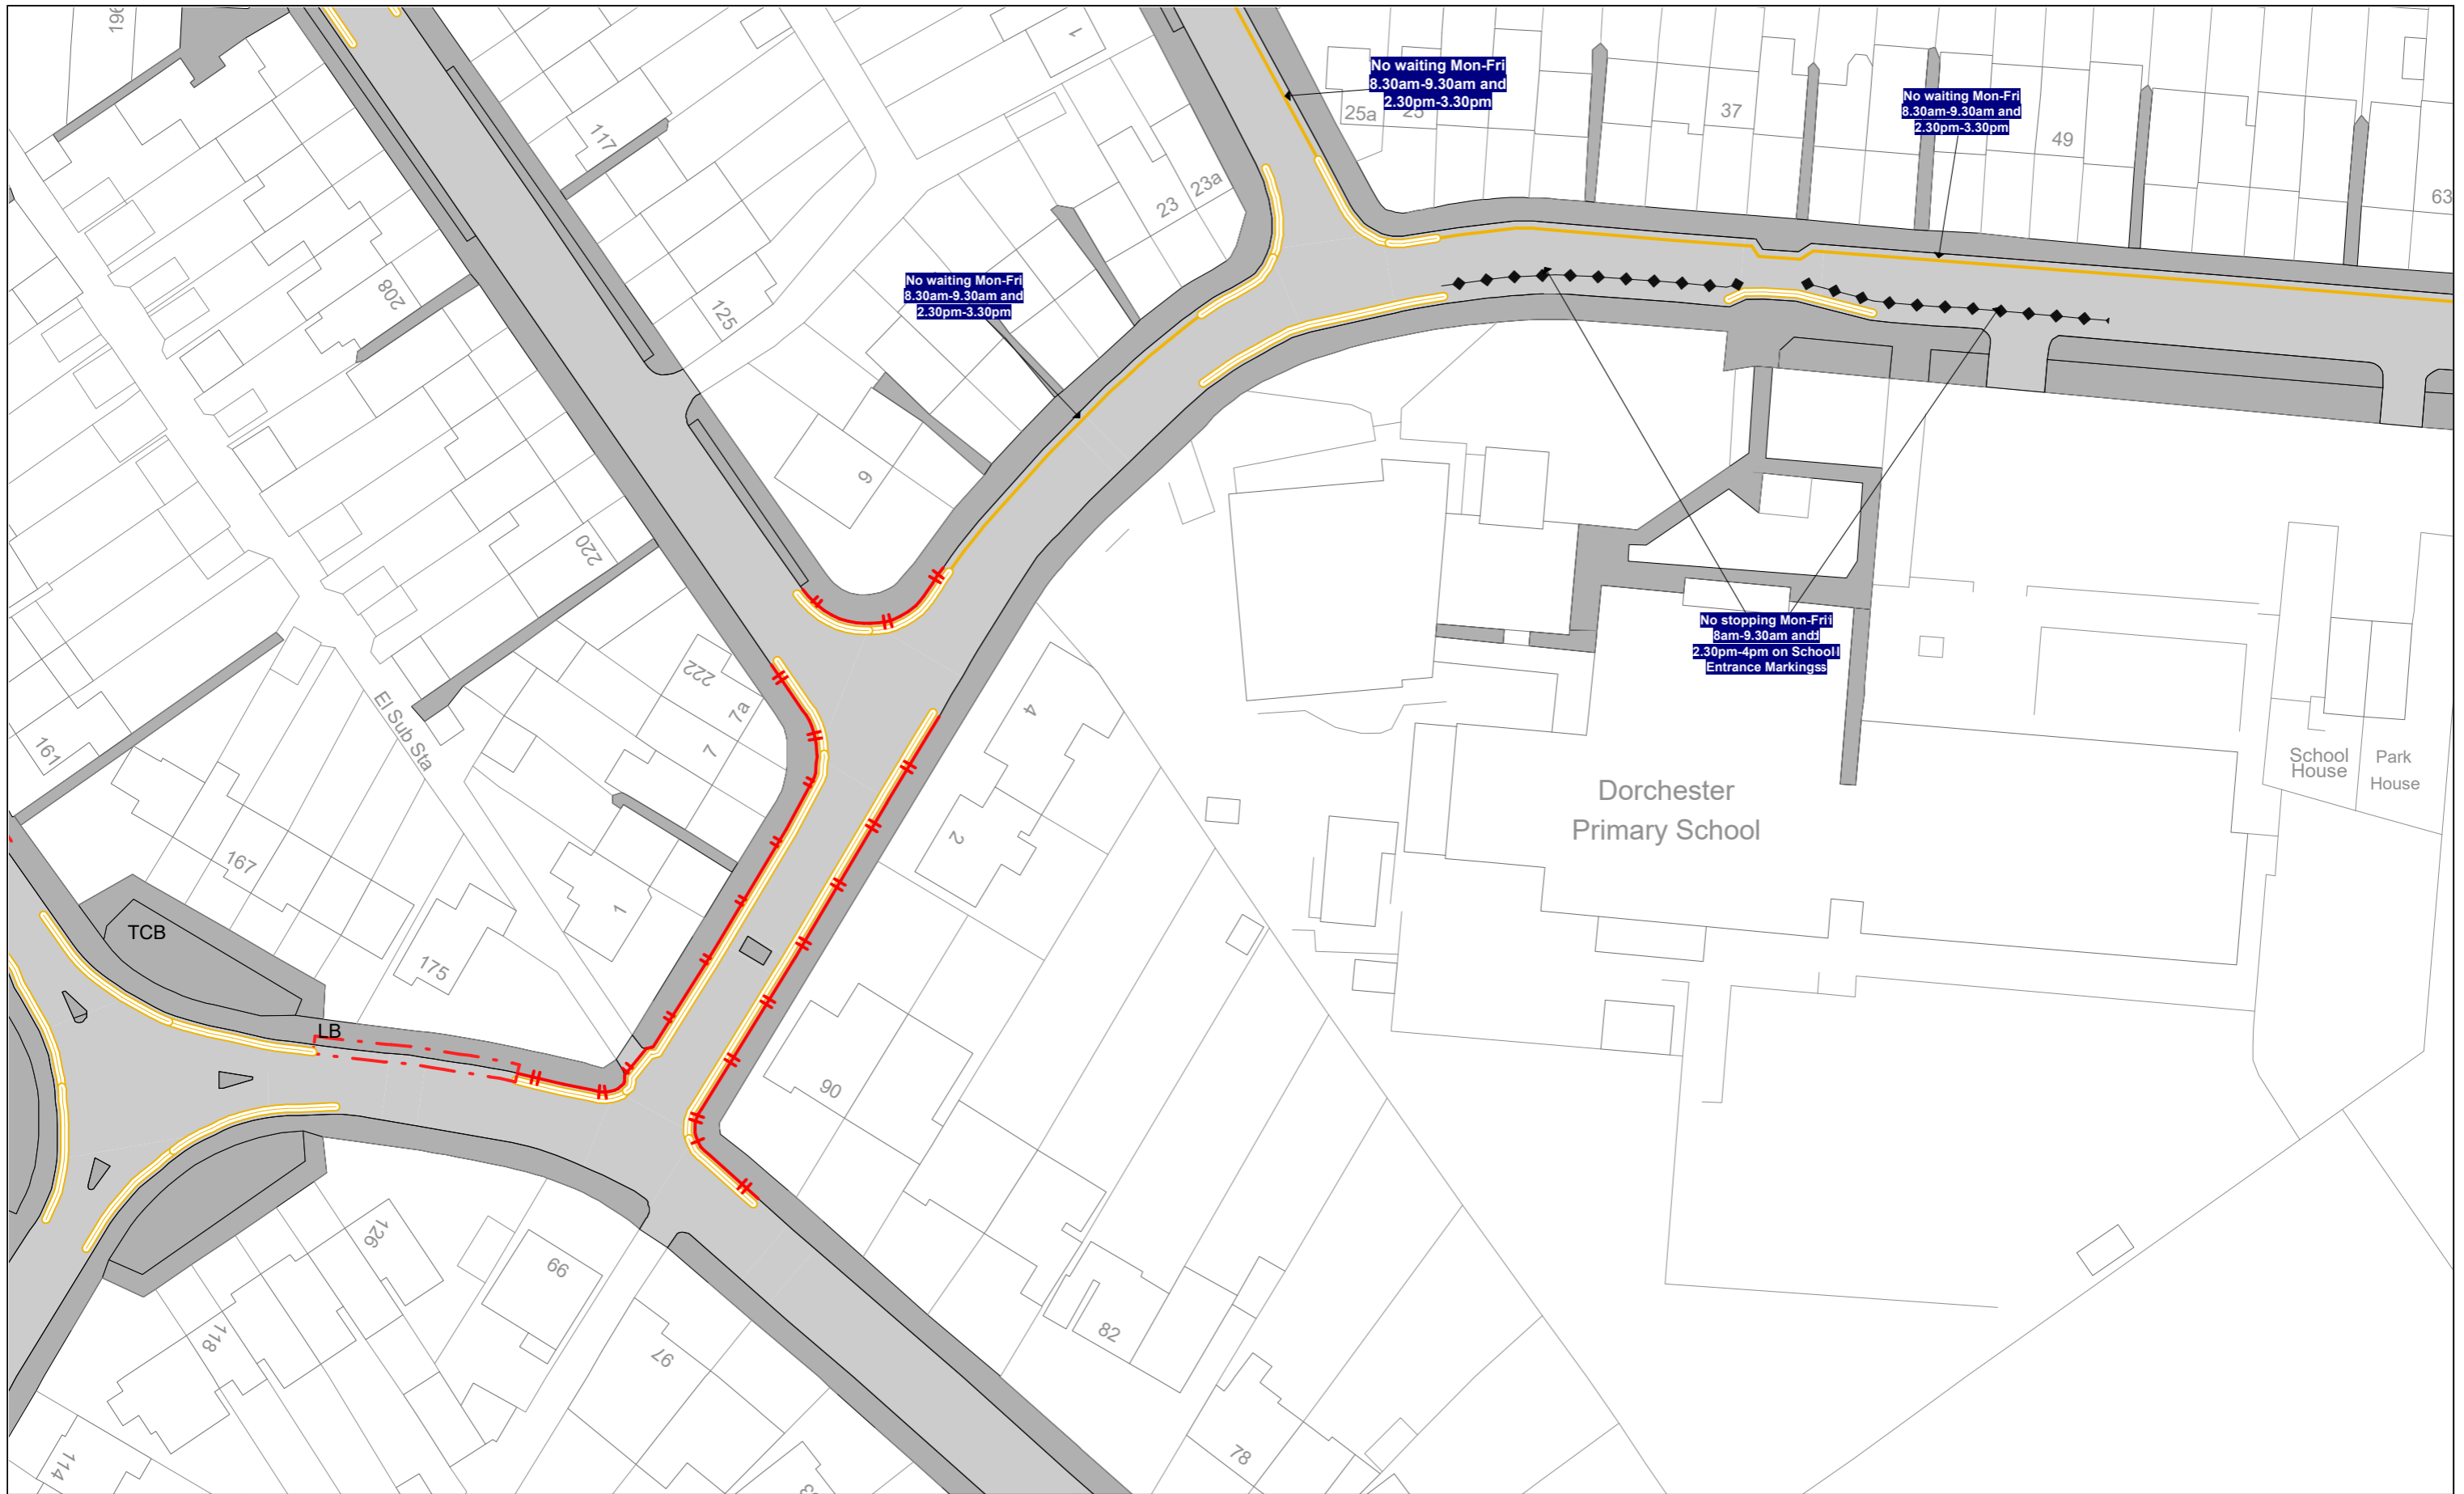 196
1
No waiting Mon-Fri
8.30am-9.30am and
2.30pm-3.30pm
25a
25
37
No waiting Mon-Fri
8.30am-9.30am and
2.30pm-3.30pm
49
63
117
23
23a
208
125
No waiting Mon-Fri
8.30am-9.30am and
2.30pm-3.30pm
9
220
222
7a
7
4
2
1
No stopping Mon-Fri
8am-9.30am and
2.30pm-4pm on School
Entrance Markings
El Sub Sta
161
167
175
TCB
LB
Dorchester
Primary School
School
House
Park
House
90
126
99
118
97
82
78
114